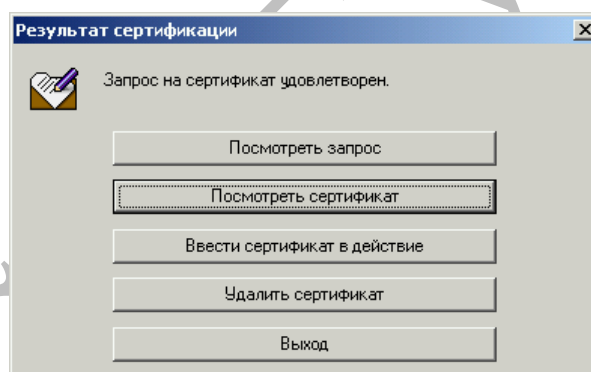 Результат сертификации
Запрос на сертификат удовлетворен.
Посмотреть запрос
Посмотреть сертификат
Ввести сертификат в действие
Удалить сертификат
Выход